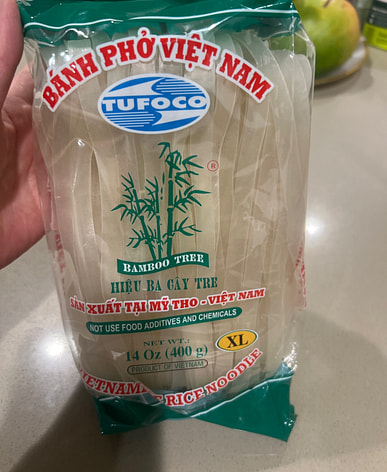 BÁNH PHỞ VIỆT NAM
TUFOCO
®
BAMBOO TREE
HIỆU BA CÂY TRE
SẢN XUẤT TẠI MỸ THO - VIỆT NAM
NOT USE FOOD ADDITIVES AND CHEMICALS
XL
NET WT.:
14 Oz (400 g)
PRODUCT OF VIETNAM
RICE NOODLE